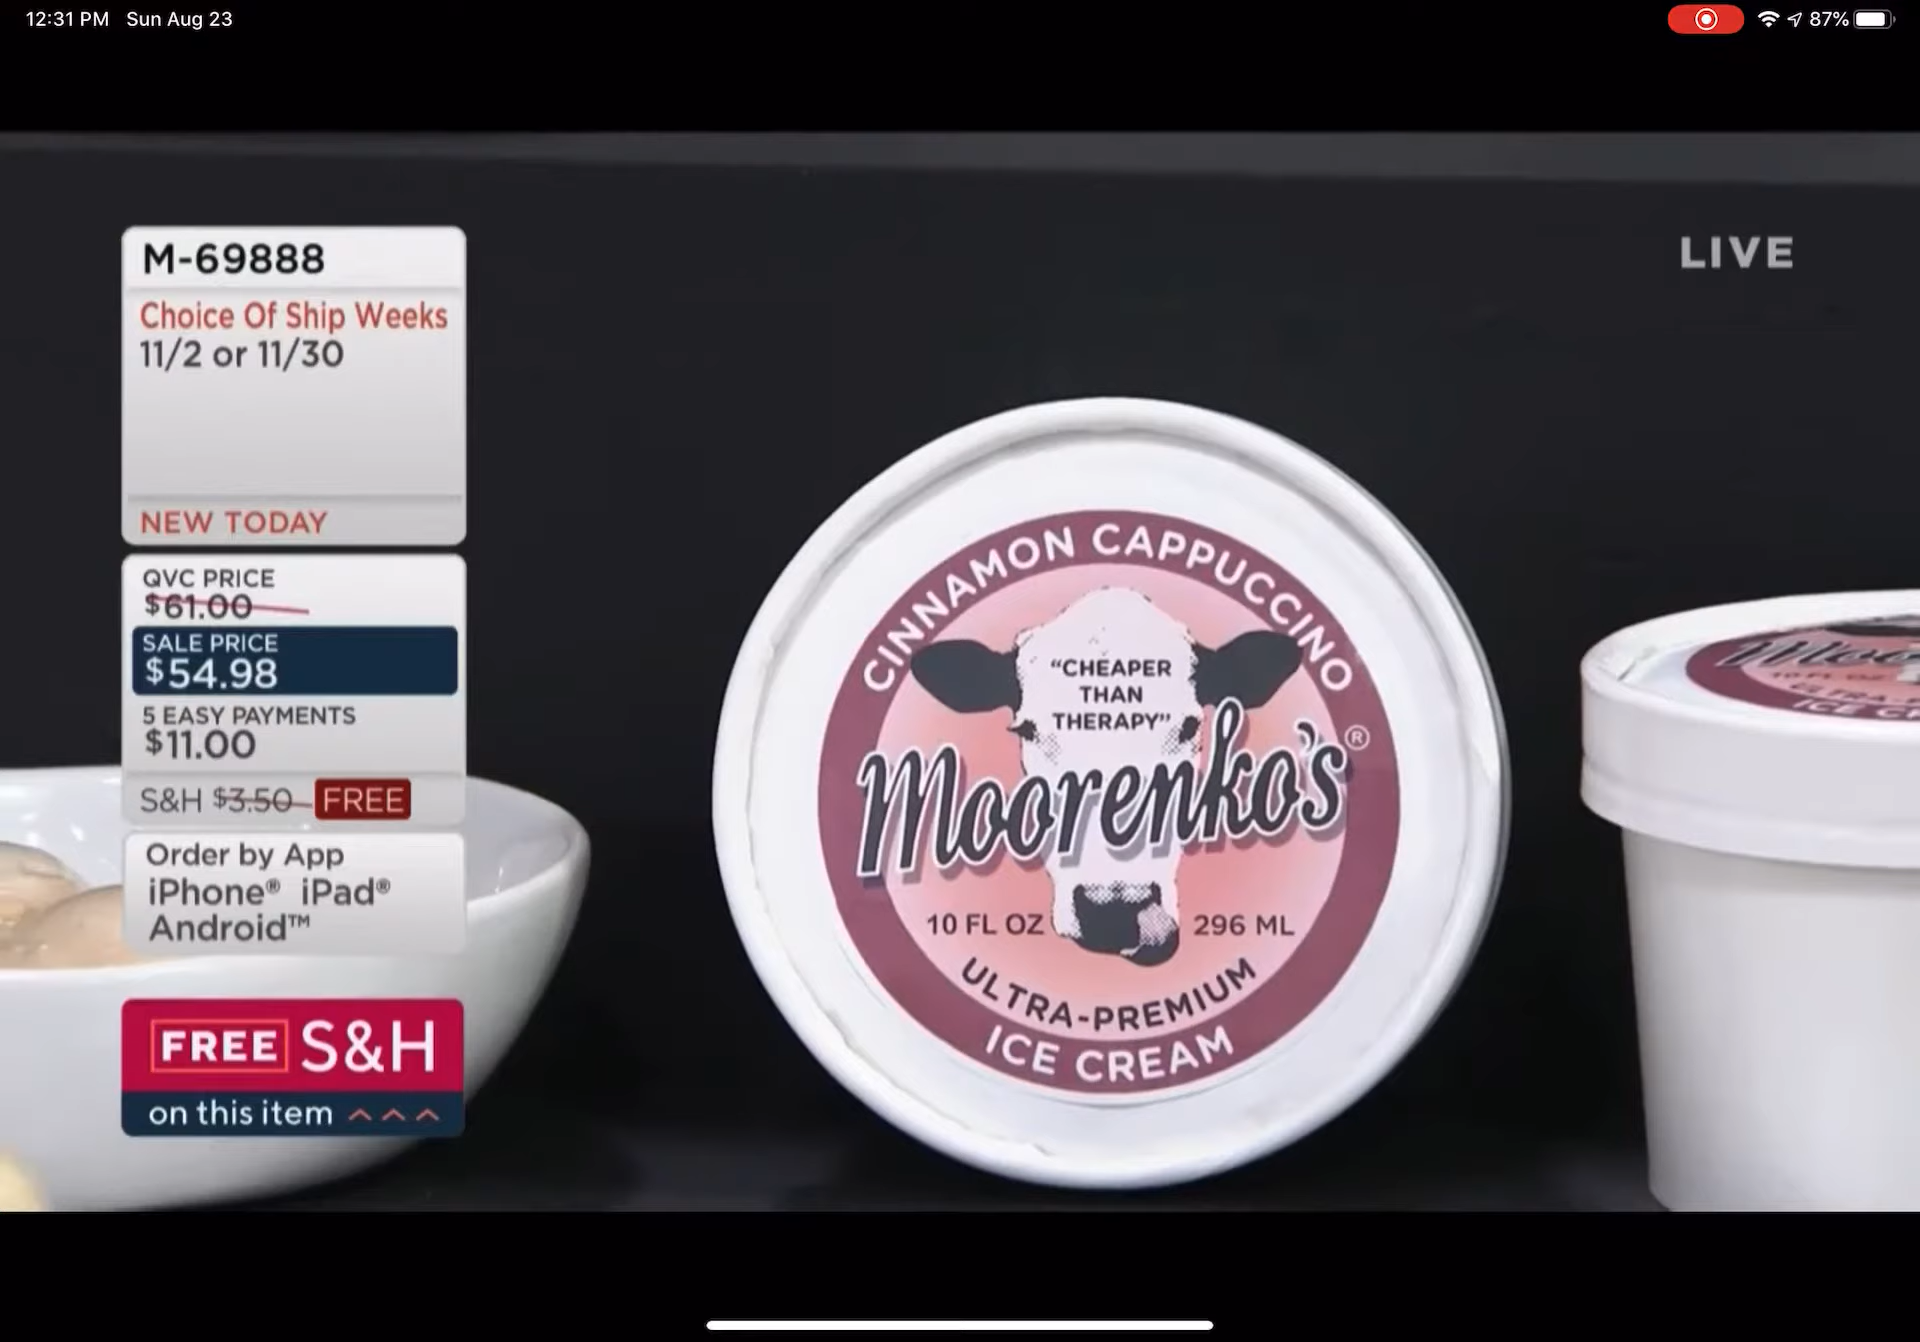 12:31 PM Sun Aug 23
87%
M-69888
Choice Of Ship Weeks
11/2 or 11/30
NEW TODAY
QVC PRICE
$61.00
SALE PRICE
$54.98
5 EASY PAYMENTS
$11.00
S&H $3.50 FREE
Order by App
iPhone® iPad®
Android™
FREE S&H
on this item
LIVE
CINNAMON CAPPUCCINO
"CHEAPER
THAN
THERAPY"
Moorenko's®
10 FL OZ 296 ML
ULTRA-PREMIUM
ICE CREAM